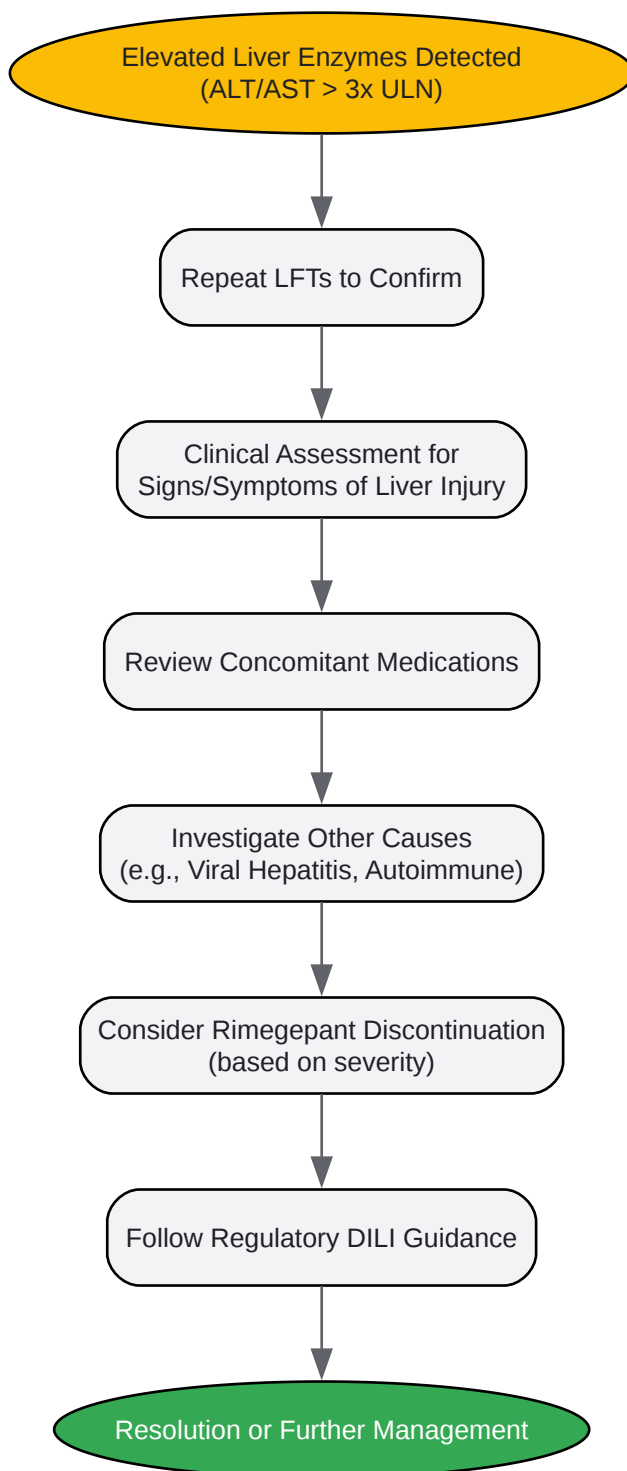 Elevated Liver Enzymes Detected
(ALT/AST > 3x ULN)
Repeat LFTs to Confirm
Clinical Assessment for
Signs/Symptoms of Liver Injury
Review Concomitant Medications
Investigate Other Causes
(e.g., Viral Hepatitis, Autoimmune)
Consider Rimegepant Discontinuation
(based on severity)
Follow Regulatory DILI Guidance
Resolution or Further Management